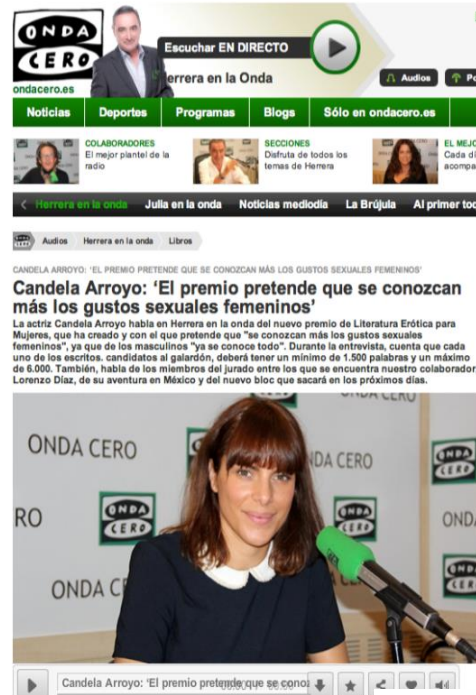 ONDA
CERO
ondacero.es
Escuchar EN DIRECTO
Herrera en la Onda
Audios
Noticias
Deportes
Programas
Blogs
Sólo en ondacero.es
COLABORADORES
El mejor plantel de la
radio
SECCIONES
Disfruta de todos los
temas de Herrera
Cada
Herrera en la onda
Julia en la onda
Noticias mediodía
La Brújula
Al primer
Audios
Herrera en la onda
Libros
CANDELA ARROYO: 'EL PREMIO PRETENDE QUE SE CONOZCAN MÁS LOS GUSTOS SEXUALES FEMENINOS'
Candela Arroyo: ‘El premio pretende que se conozcan
más los gustos sexuales femeninos’
La actriz Candela Arroyo habla en Herrera en la onda del nuevo premio de Literatura Erótica para
Mujeres, que ha creado y con el que pretende que "se conozcan más los gustos sexuales
femeninos", ya que de los masculinos "ya se conoce todo". Durante la entrevista, cuenta que cada
uno de los escritos. candidatos al galardón, deberá tener un mínimo de 1.500 palabras y un máximo
de 6.000. También, habla de los miembros del jurado entre los que se encuentra nuestro colaborador
Lorenzo Díaz, de su aventura en México y del nuevo bloc que sacará en los próximos días.
ONDA CERO
ONDA
CERO
ONDA CERO
ONDA
CERO
RO
ONDA
CERO
ONDA
CERO
ONDA
Candela Arroyo: 'El premio pretende que se